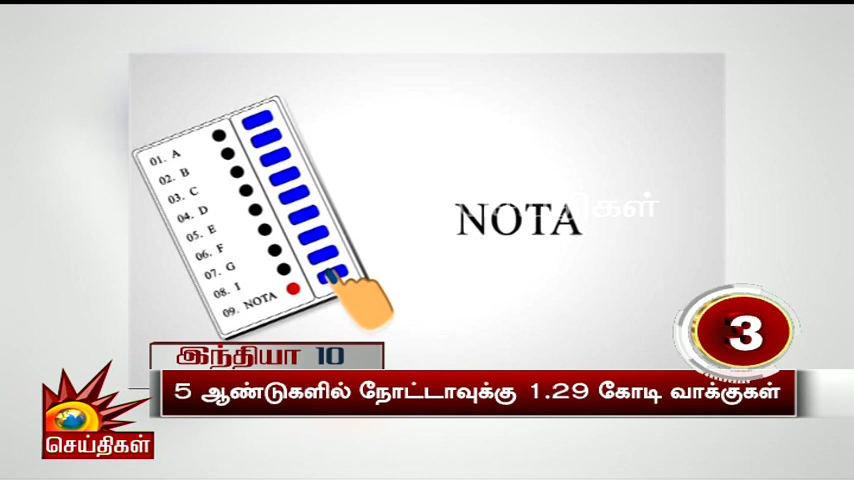 01. A
02. B
03. C
04. D
05. E
06. F
07. G
08. I
09. NOTA
NOTA
3
இந்தியா 10
5 ஆண்டுகளில் நோட்டாவுக்கு 1.29 கோடி வாக்குகள்
செய்திகள்